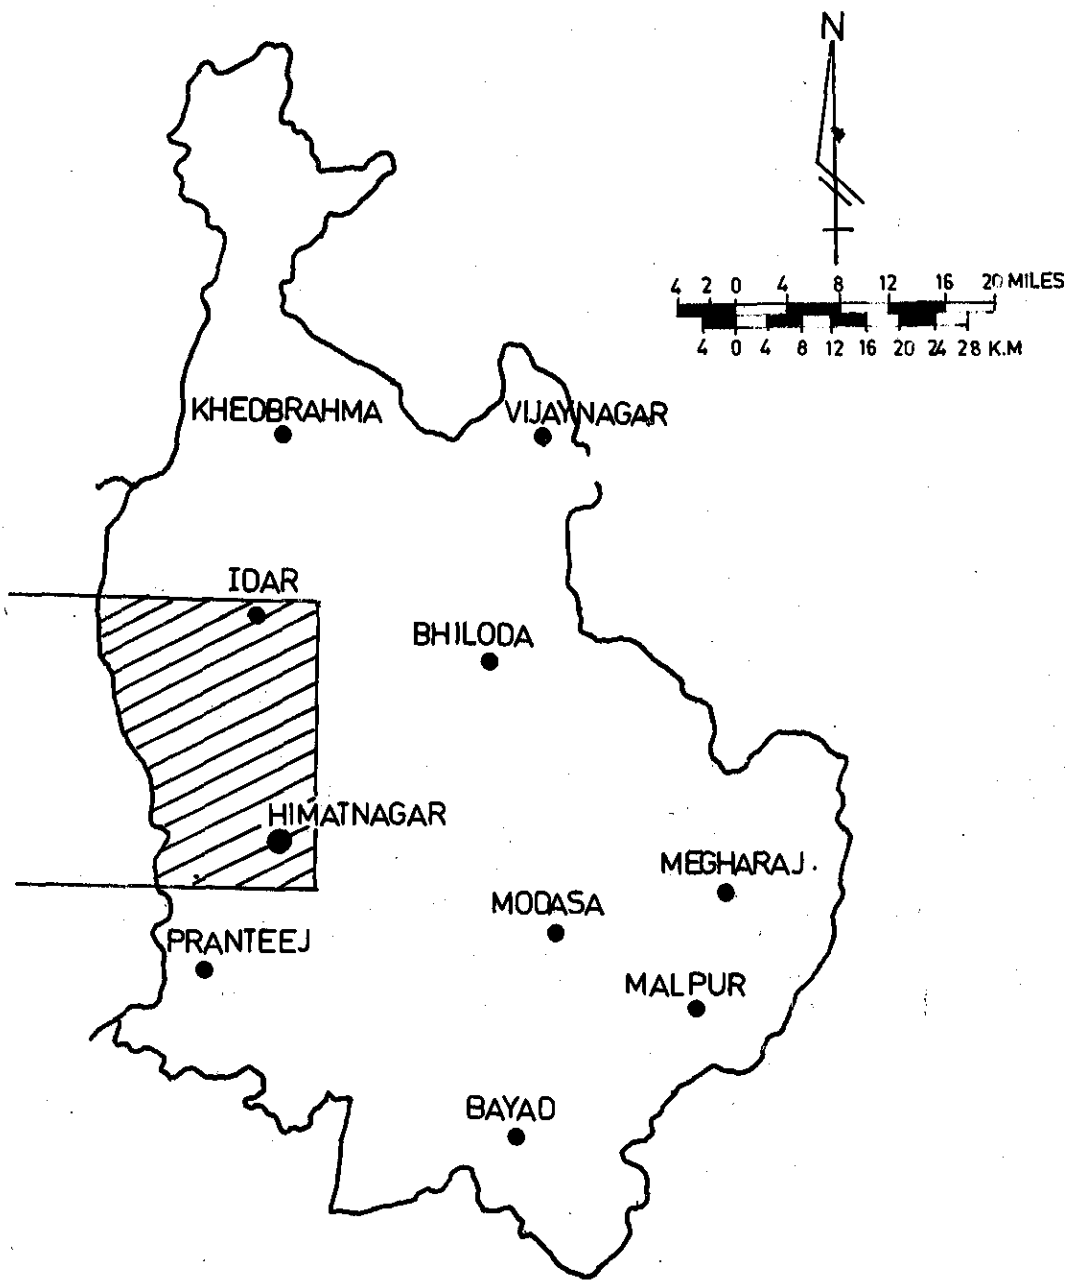 N
4 2 0 4 8 12 16 20 MILES
4 0 4 8 12 16 20 24 28 K.M
KHEDBRAHMA
VIJAYNAGAR
IDAR
BHILODA
HIMATNAGAR
MEGHARAJ.
MODASA
PRANTEEJ
MALPUR
BAYAD